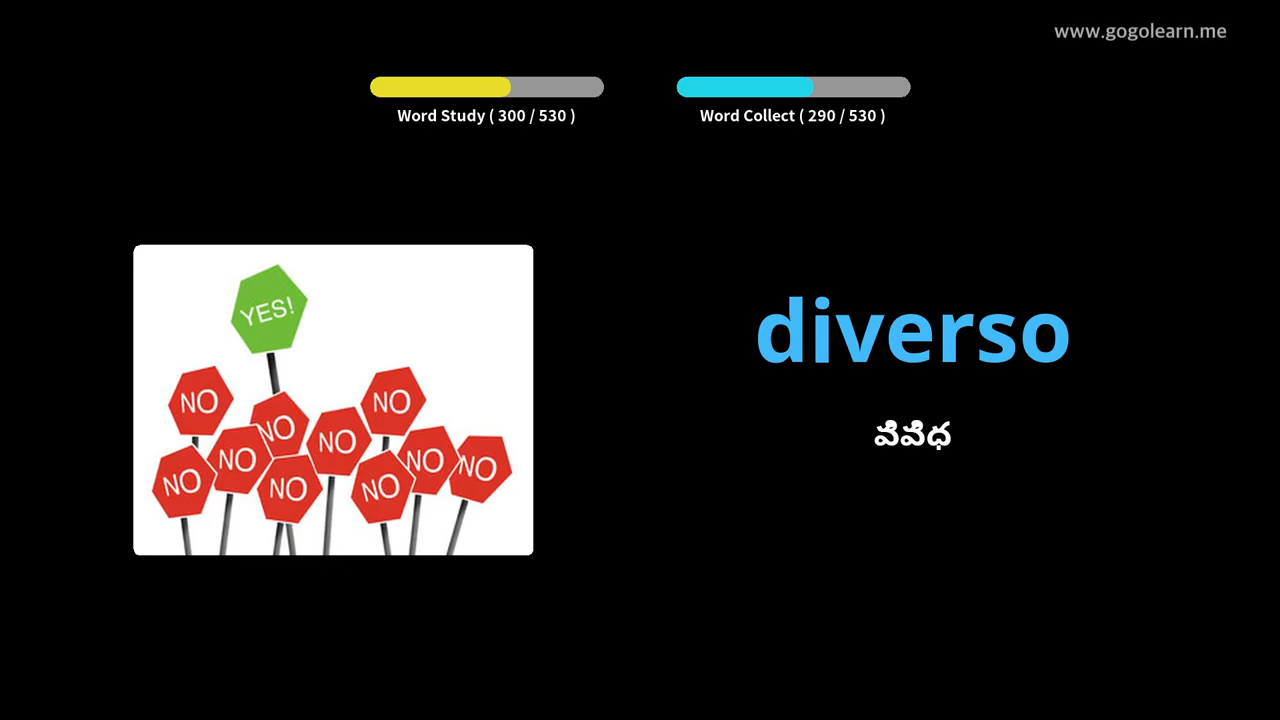 www.gogolearn.me
Word Study ( 300 / 530 )
Word Collect ( 290 / 530 )
YES!
NO
NO
NO
NO
NO
NO
NO
NO
NO
NO
diverso
వివిధ